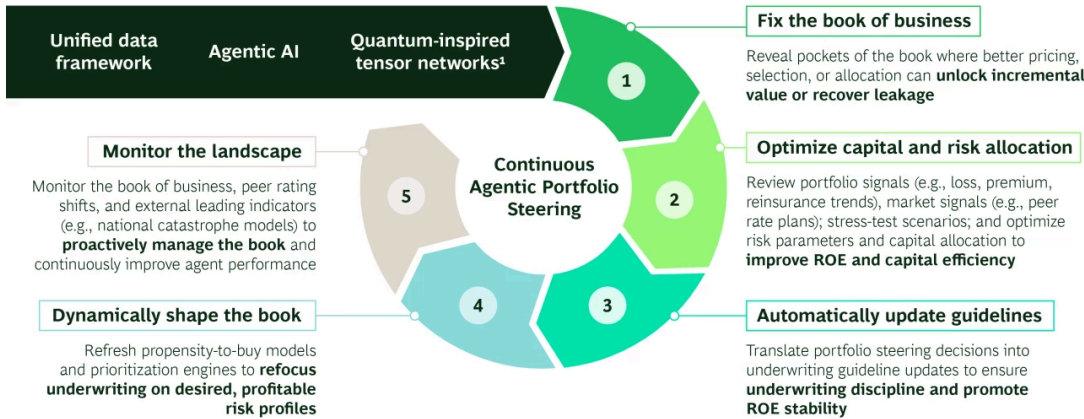 Unified data
framework
Agentic AI
Quantum-inspired
tensor networks¹
Continuous
Agentic Portfolio
Steering
1
Fix the book of business
Reveal pockets of the book where better pricing,
selection, or allocation can unlock incremental
value or recover leakage
2
Optimize capital and risk allocation
Review portfolio signals (e.g., loss, premium,
reinsurance trends), market signals (e.g., peer
rate plans); stress-test scenarios; and optimize
risk parameters and capital allocation to
improve ROE and capital efficiency
3
Automatically update guidelines
Translate portfolio steering decisions into
underwriting guideline updates to ensure
underwriting discipline and promote
ROE stability
4
Dynamically shape the book
Refresh propensity-to-buy models
and prioritization engines to refocus
underwriting on desired, profitable
risk profiles
5
Monitor the landscape
Monitor the book of business, peer rating
shifts, and external leading indicators
(e.g., national catastrophe models) to
proactively manage the book and
continuously improve agent performance